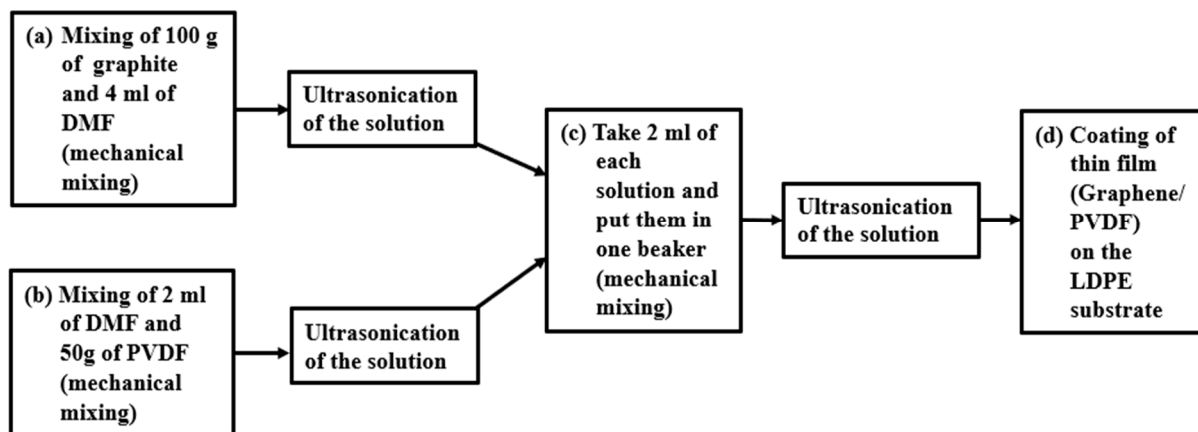 (a) Mixing of 100 g
of graphite
and 4 ml of
DMF
(mechanical
mixing)
Ultrasonication
of the solution
(b) Mixing of 2 ml
of DMF and
50g of PVDF
(mechanical
mixing)
Ultrasonication
of the solution
(c) Take 2 ml of
each
solution and
put them in
one beaker
(mechanical
mixing)
Ultrasonication
of the solution
(d) Coating of
thin film
(Graphene/
PVDF)
on the
LDPE
substrate